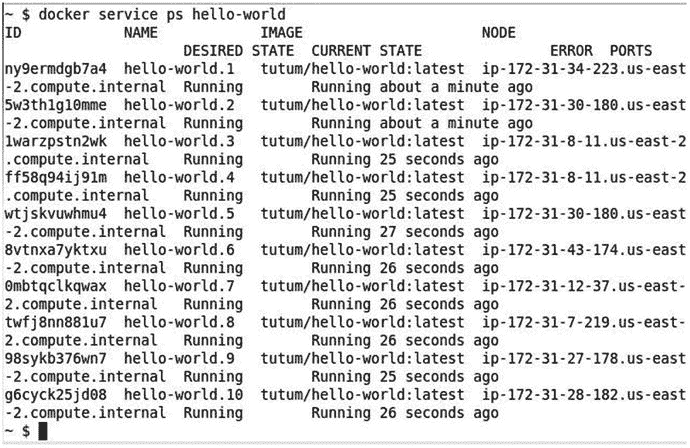 ~ $ docker service ps hello-world
ID NAME IMAGE NODE
DESIRED STATE CURRENT STATE ERROR PORTS
ny9ermdgb7a4 hello-world.1 tutum/hello-world:latest ip-172-31-34-223.us-east
-2.compute.internal Running Running about a minute ago
5w3th1g10mme hello-world.2 tutum/hello-world:latest ip-172-31-30-180.us-east
-2.compute.internal Running Running about a minute ago
1warzpstn2wk hello-world.3 tutum/hello-world:latest ip-172-31-8-11.us-east-2
.compute.internal Running Running 25 seconds ago
ff58q94ij91m hello-world.4 tutum/hello-world:latest ip-172-31-8-11.us-east-2
.compute.internal Running Running 25 seconds ago
wtjskvuwhmu4 hello-world.5 tutum/hello-world:latest ip-172-31-30-180.us-east
-2.compute.internal Running Running 27 seconds ago
8vtnxa7yktxu hello-world.6 tutum/hello-world:latest ip-172-31-43-174.us-east
-2.compute.internal Running Running 26 seconds ago
0mbtqclkqwax hello-world.7 tutum/hello-world:latest ip-172-31-12-37.us-east-
2.compute.internal Running Running 26 seconds ago
twfj8nn881u7 hello-world.8 tutum/hello-world:latest ip-172-31-7-219.us-east-
2.compute.internal Running Running 26 seconds ago
98sykb376wn7 hello-world.9 tutum/hello-world:latest ip-172-31-27-178.us-east
-2.compute.internal Running Running 25 seconds ago
g6cyck25jd08 hello-world.10 tutum/hello-world:latest ip-172-31-28-182.us-east
-2.compute.internal Running Running 26 seconds ago
~ $